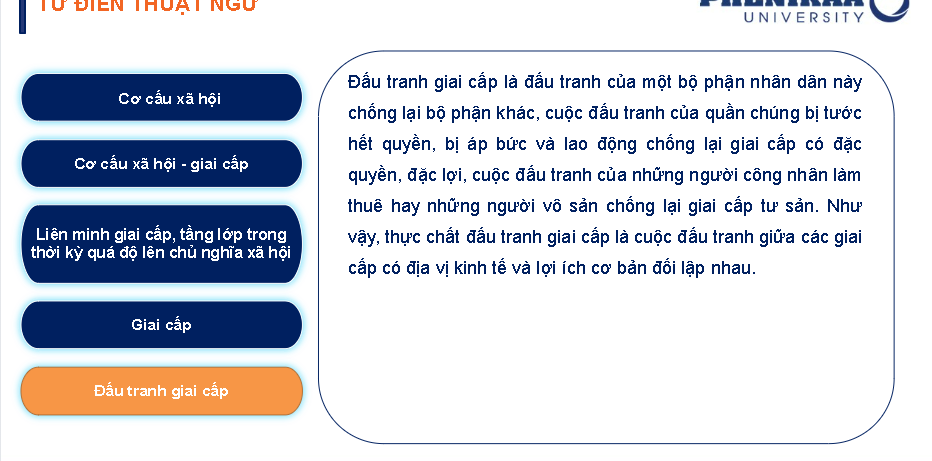 TỪ ĐIỂN THUẬT NGỮ
PHENIKAA
UNIVERSITY
Cơ cấu xã hội
Cơ cấu xã hội - giai cấp
Liên minh giai cấp, tầng lớp trong
thời kỳ quá độ lên chủ nghĩa xã hội
Giai cấp
Đấu tranh giai cấp
Đấu tranh giai cấp là đấu tranh của một bộ phận nhân dân này
chống lại bộ phận khác, cuộc đấu tranh của quần chúng bị tước
hết quyền, bị áp bức và lao động chống lại giai cấp có đặc
quyền, đặc lợi, cuộc đấu tranh của những người công nhân làm
thuê hay những người vô sản chống lại giai cấp tư sản. Như
vậy, thực chất đấu tranh giai cấp là cuộc đấu tranh giữa các giai
cấp có địa vị kinh tế và lợi ích cơ bản đối lập nhau.